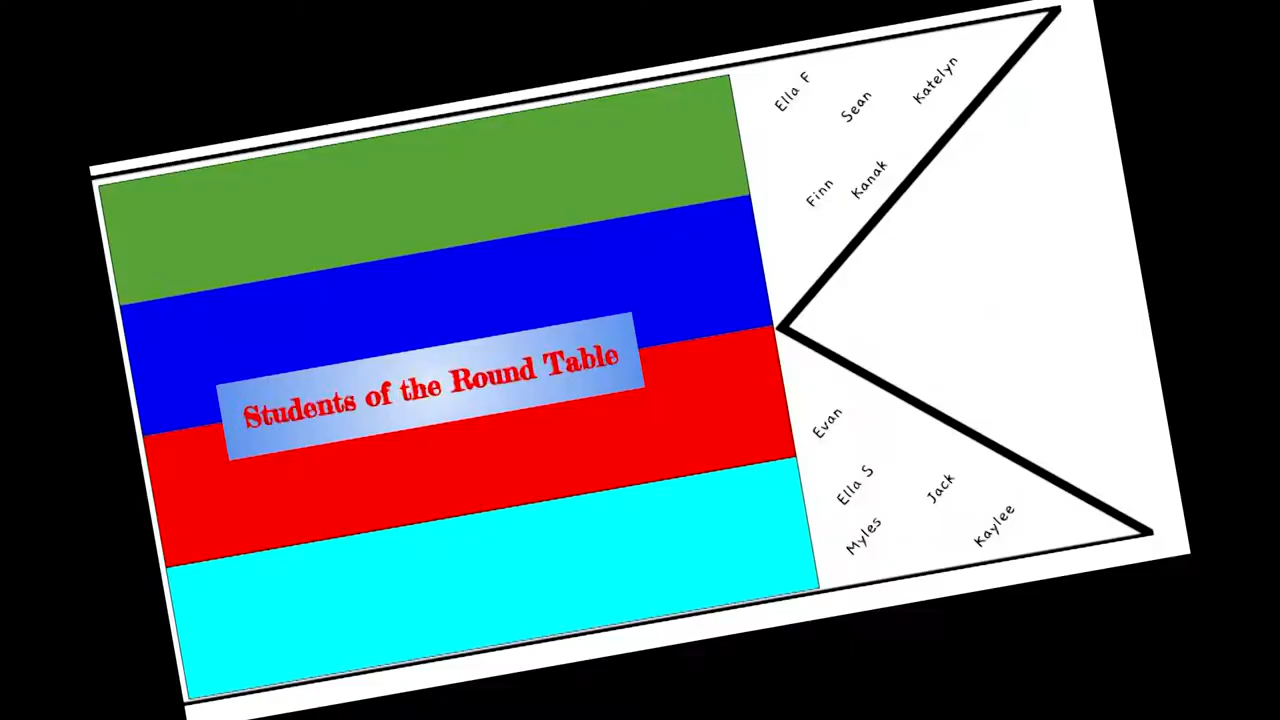 Students of the Round Table
Ella F
Sean
Katelyn
Finn
Kanak
Evan
Ella S
Jack
Myles
Kaylee